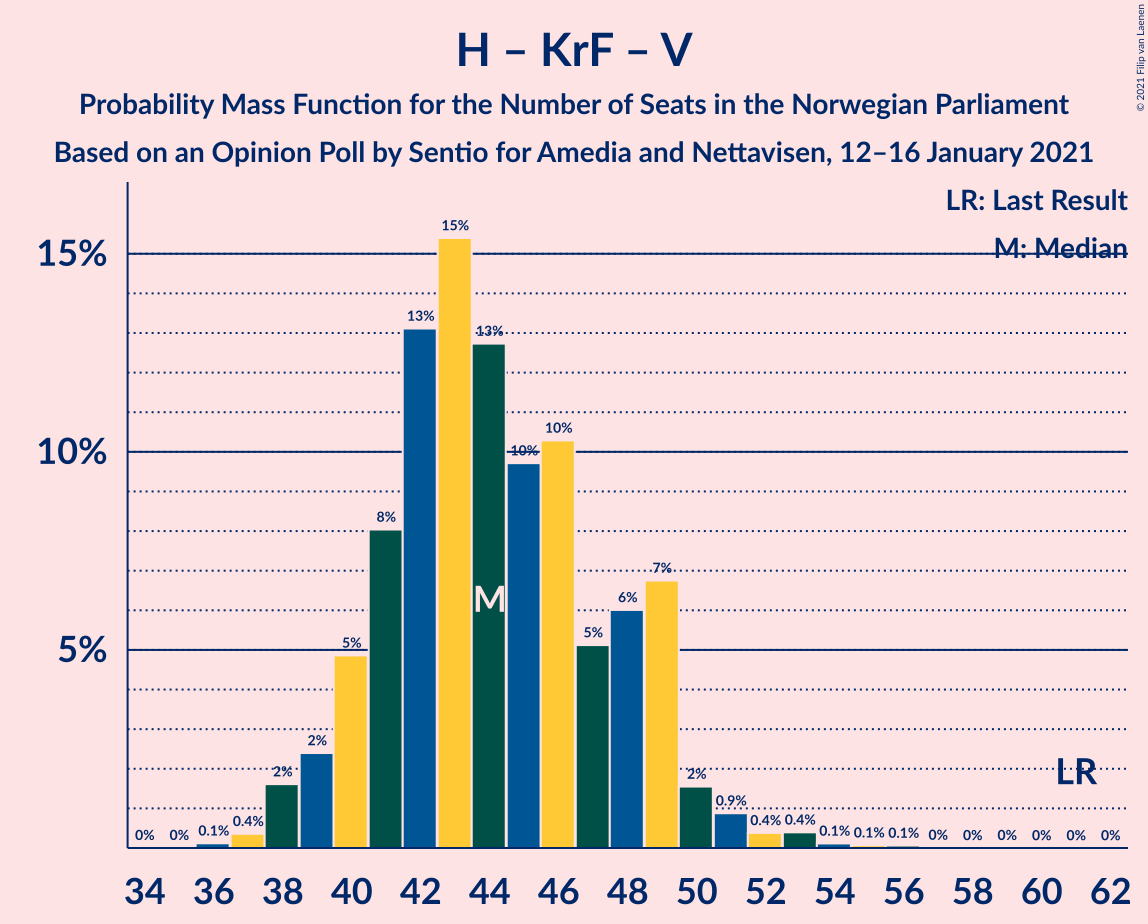 H – KrF – V
Probability Mass Function for the Number of Seats in the Norwegian Parliament
Based on an Opinion Poll by Sentio for Amedia and Nettavisen, 12–16 January 2021
© 2021 Filip van Laenen
LR: Last Result
M: Median
15%
10%
5%
0% 0% 0.1% 0.4% 2% 2% 5% 8% 13% 15% 13% 10% 10% 5% 6% 7% 2% 0.9% 0.4% 0.4% 0.1% 0.1% 0.1% 0% 0% 0% 0% 0% 0%
M
LR
34 36 38 40 42 44 46 48 50 52 54 56 58 60 62